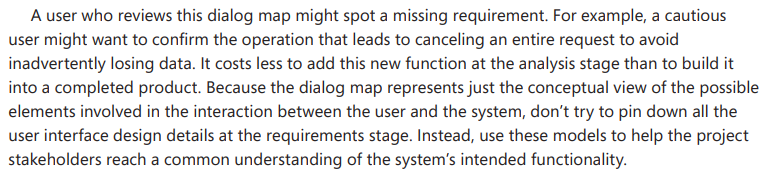 A user who reviews this dialog map might spot a missing requirement. For example, a cautious
user might want to confirm the operation that leads to canceling an entire request to avoid
inadvertently losing data. It costs less to add this new function at the analysis stage than to build it
into a completed product. Because the dialog map represents just the conceptual view of the possible
elements involved in the interaction between the user and the system, don’t try to pin down all the
user interface design details at the requirements stage. Instead, use these models to help the project
stakeholders reach a common understanding of the system’s intended functionality.